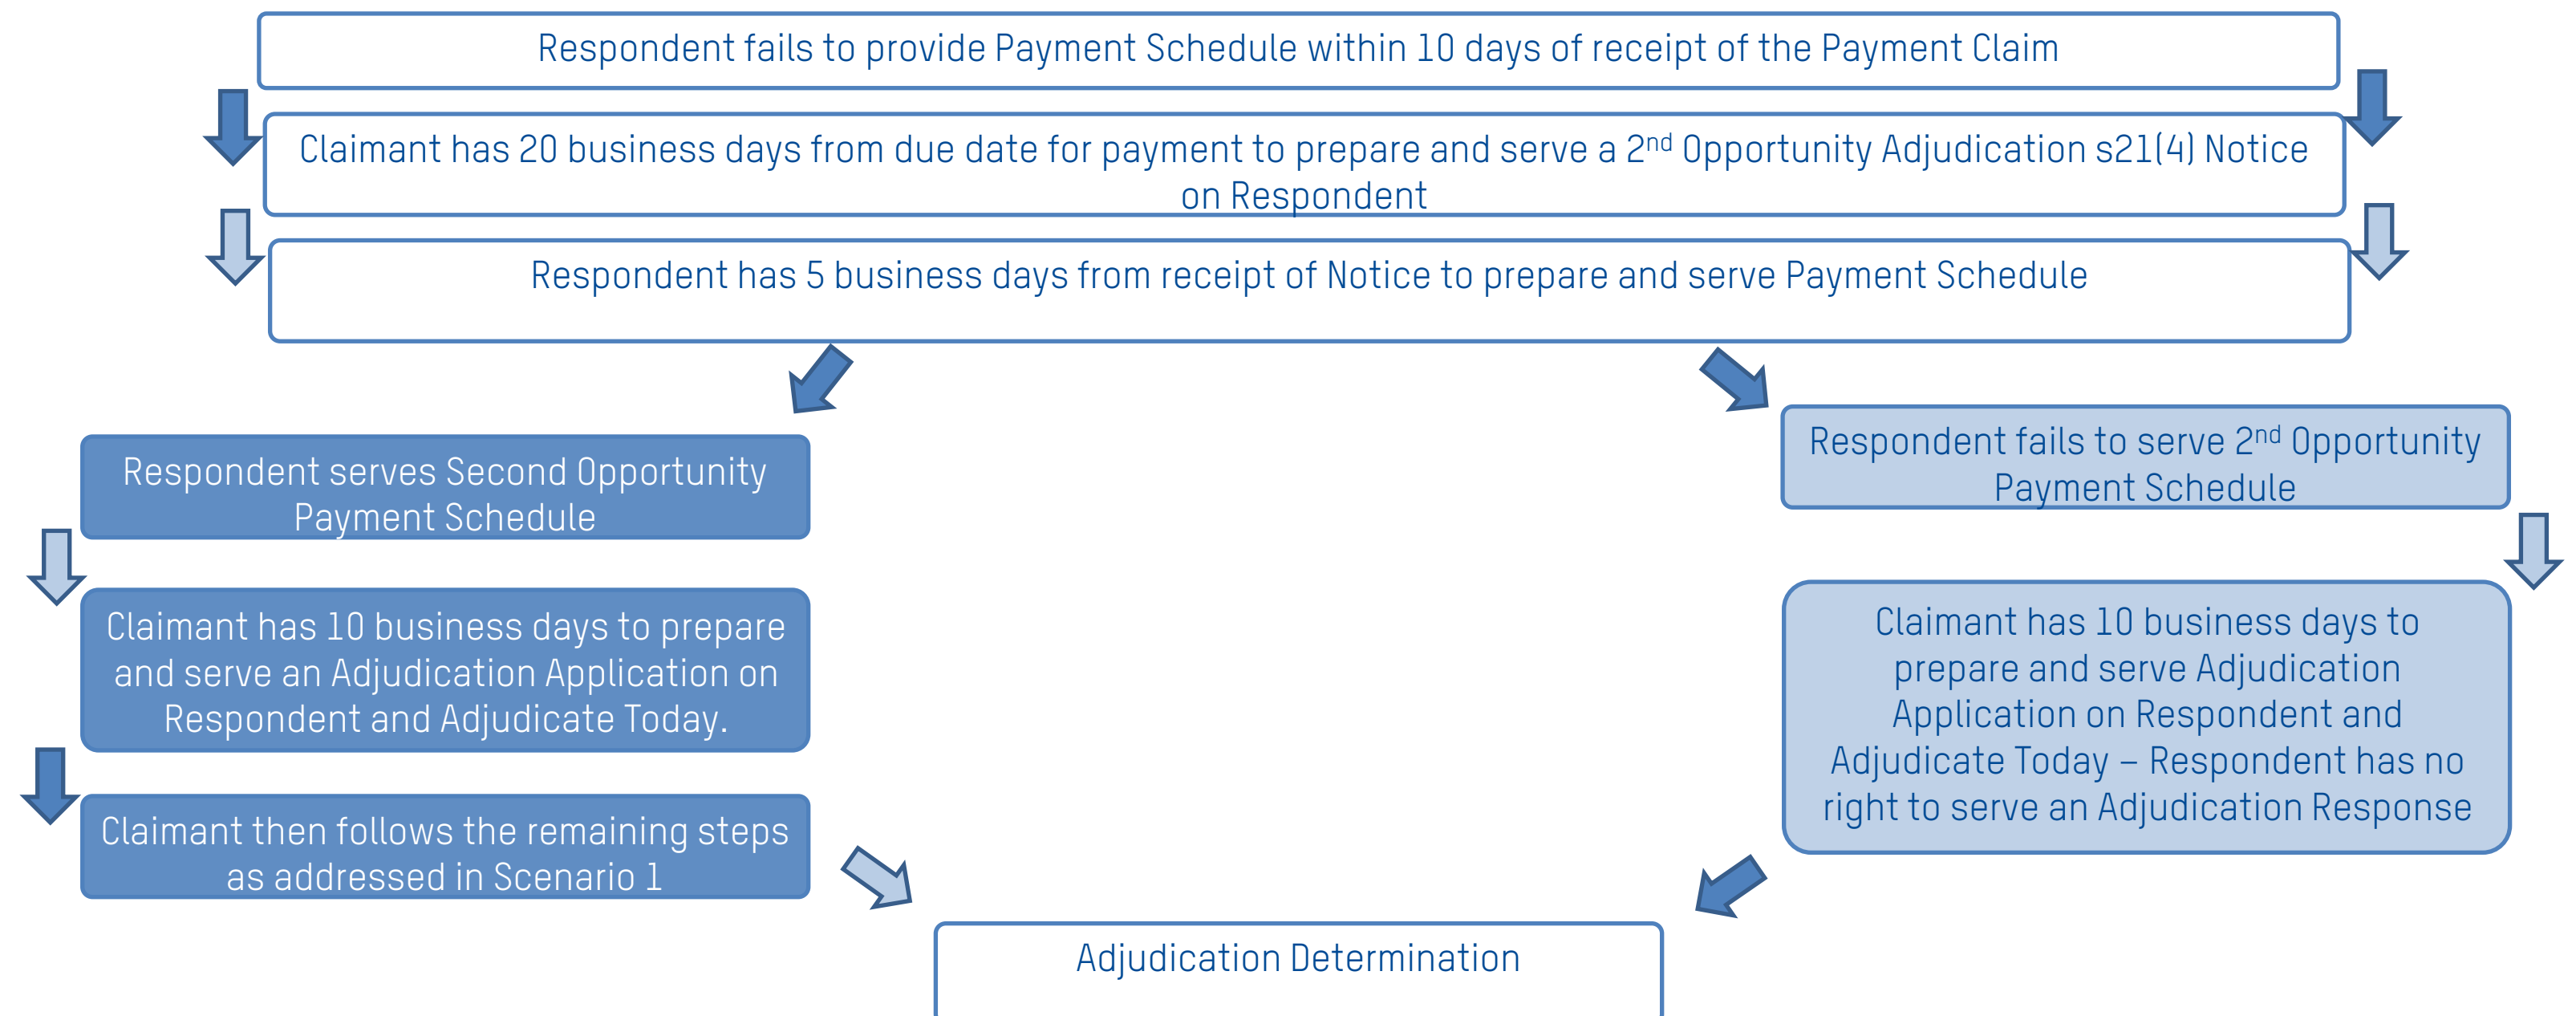 Respondent fails to provide Payment Schedule within 10 days of receipt of the Payment Claim
Claimant has 20 business days from due date for payment to prepare and serve a 2nd Opportunity Adjudication s21(4) Notice
on Respondent
Respondent has 5 business days from receipt of Notice to prepare and serve Payment Schedule
Respondent serves Second Opportunity
Payment Schedule
Claimant has 10 business days to prepare
and serve an Adjudication Application on
Respondent and Adjudicate Today.
Claimant then follows the remaining steps
as addressed in Scenario 1
Respondent fails to serve 2nd Opportunity
Payment Schedule
Claimant has 10 business days to
prepare and serve Adjudication
Application on Respondent and
Adjudicate Today – Respondent has no
right to serve an Adjudication Response
Adjudication Determination